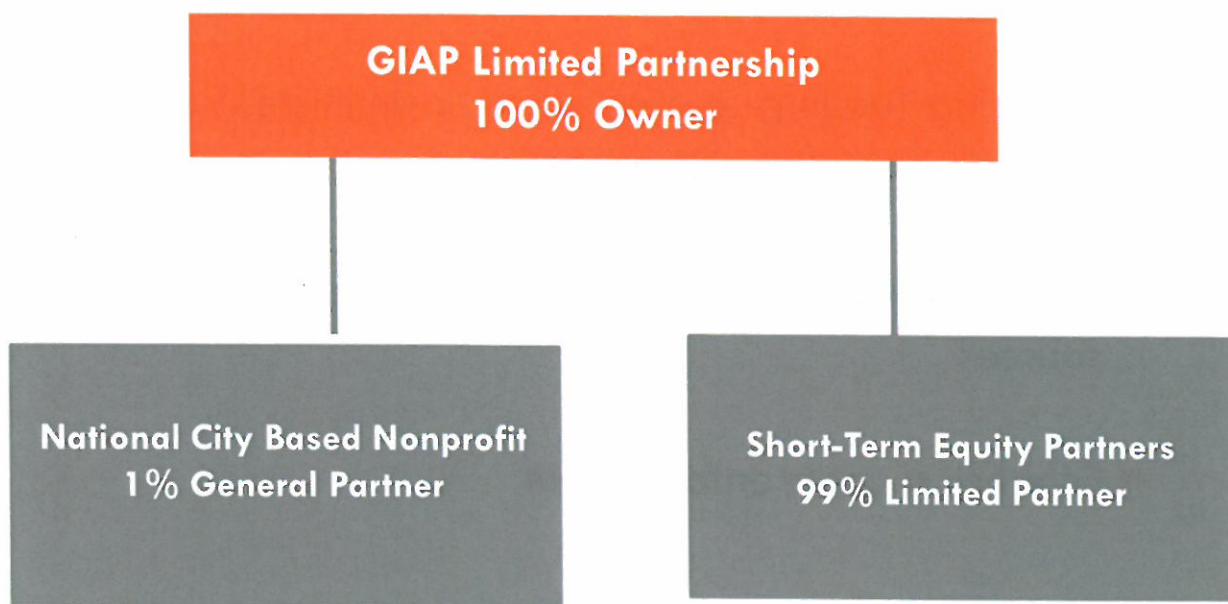 GIAP Limited Partnership
100% Owner
National City Based Nonprofit
1% General Partner
Short-Term Equity Partners
99% Limited Partner